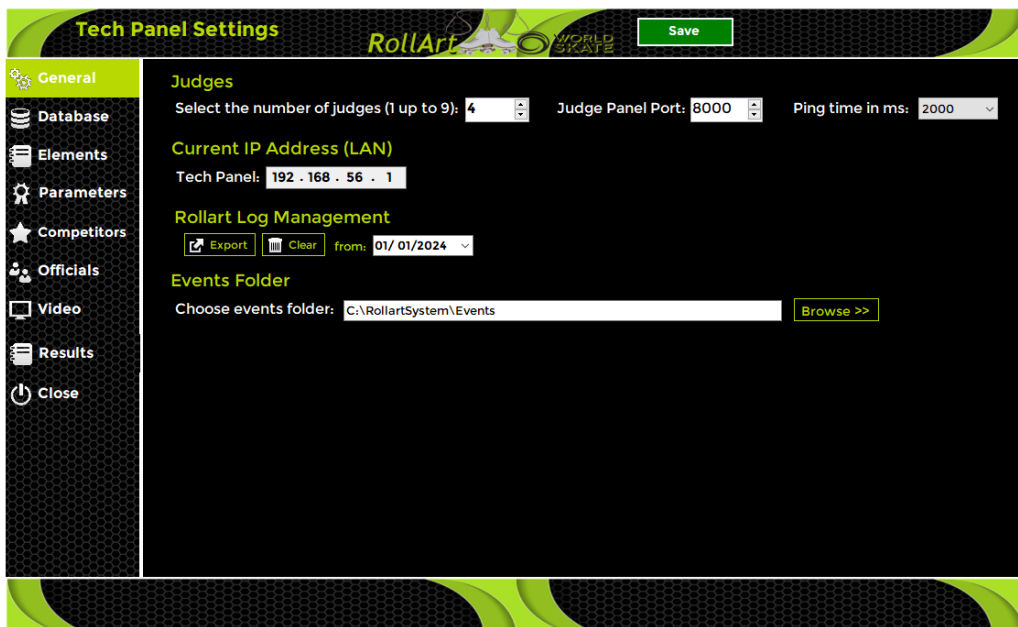 Tech Panel Settings
RollArt
WORLD
SKATE
Save
General
Database
Elements
Parameters
Competitors
Officials
Video
Results
Close
Judges
Select the number of judges (1 up to 9): 4 Judge Panel Port: 8000 Ping time in ms: 2000
Current IP Address (LAN)
Tech Panel: 192 . 168 . 56 . 1
Rollart Log Management
Export Clear from: 01/ 01/2024
Events Folder
Choose events folder: C:\RollartSystem\Events Browse >>